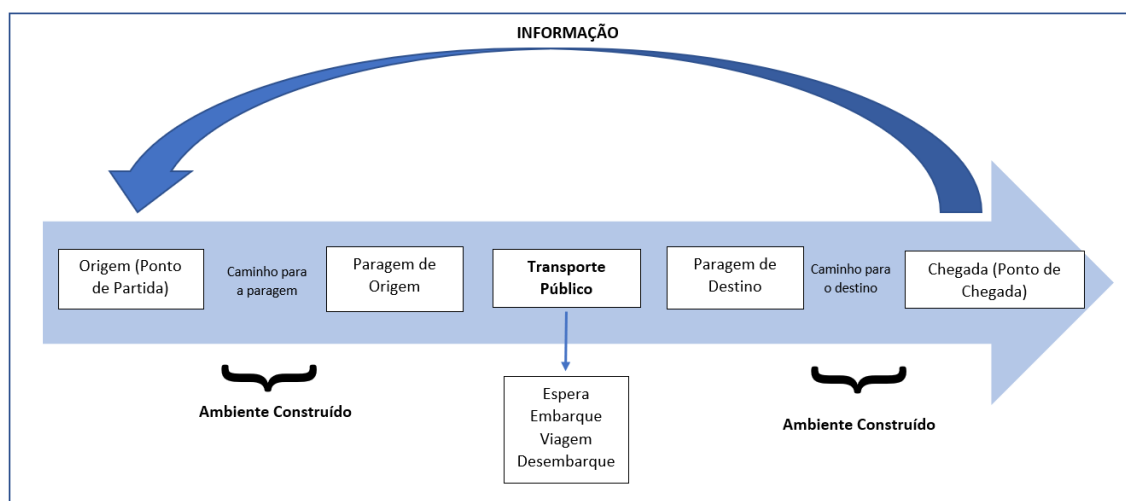 INFORMAÇÃO
Origem (Ponto
de Partida)
Caminho para
a paragem
Paragem de
Origem
Transporte
Público
Paragem de
Destino
Caminho para
o destino
Chegada (Ponto de
Chegada)
Ambiente Construído
Espera
Embarque
Viagem
Desembarque
Ambiente Construído